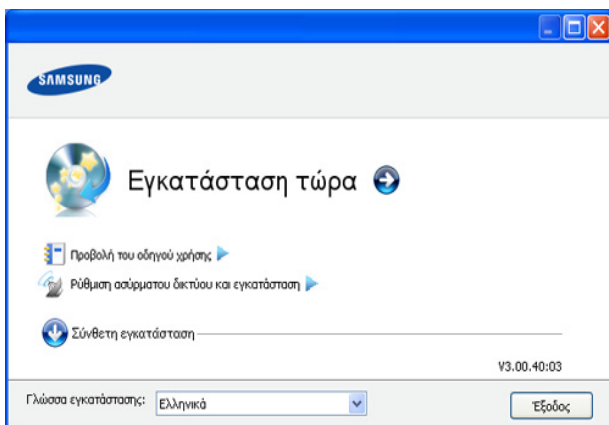 SAMSUNG
Εγκατάσταση τώρα
Προβολή του οδηγού χρήσης
Ρύθμιση ασύρματου δικτύου και εγκατάσταση
Σύνθετη εγκατάσταση
V3.00.40:03
Γλώσσα εγκατάστασης: Ελληνικά
Έξοδος